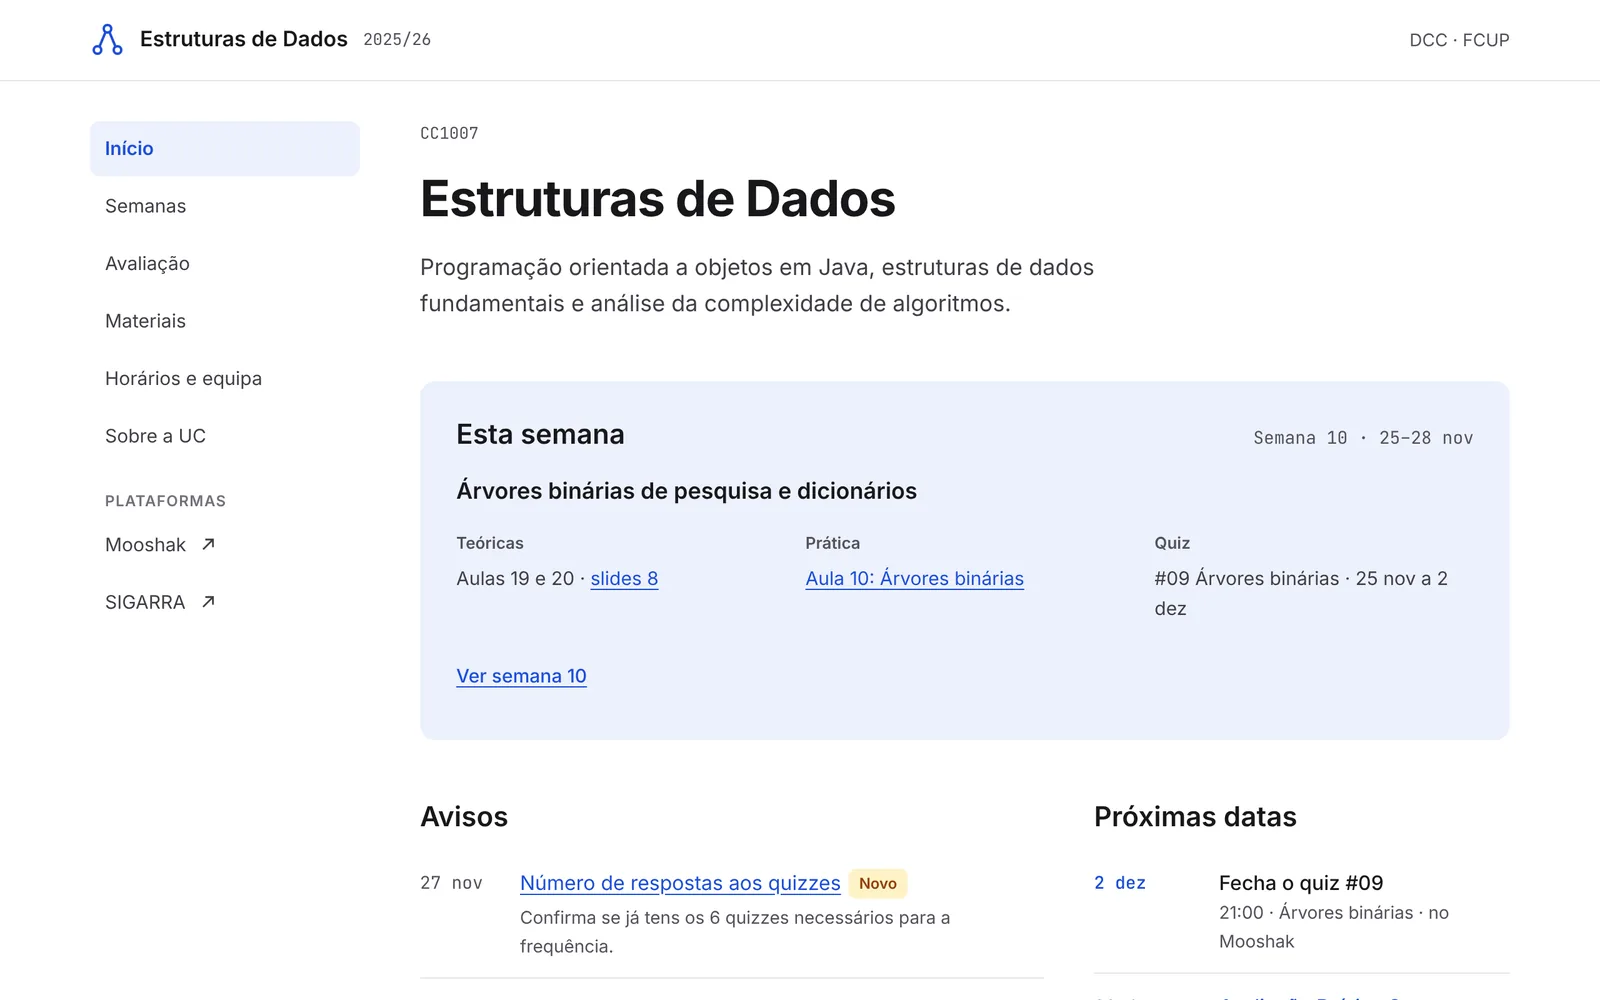 Estruturas de Dados 2025/26
DCC · FCUP
Início
Semanas
Avaliação
Materiais
Horários e equipa
Sobre a UC
PLATAFORMAS
Mooshak ↗
SIGARRA ↗
CC1007
Estruturas de Dados
Programação orientada a objetos em Java, estruturas de dados
fundamentais e análise da complexidade de algoritmos.
Esta semana
Semana 10 · 25–28 nov
Árvores binárias de pesquisa e dicionários
Teóricas
Aulas 19 e 20 · slides 8
Prática
Aula 10: Árvores binárias
Quiz
#09 Árvores binárias · 25 nov a 2
dez
Ver semana 10
Avisos
27 nov
Número de respostas aos quizzes Novo
Confirma se já tens os 6 quizzes necessários para a
frequência.
Próximas datas
2 dez
Fecha o quiz #09
21:00 · Árvores binárias · no
Mooshak